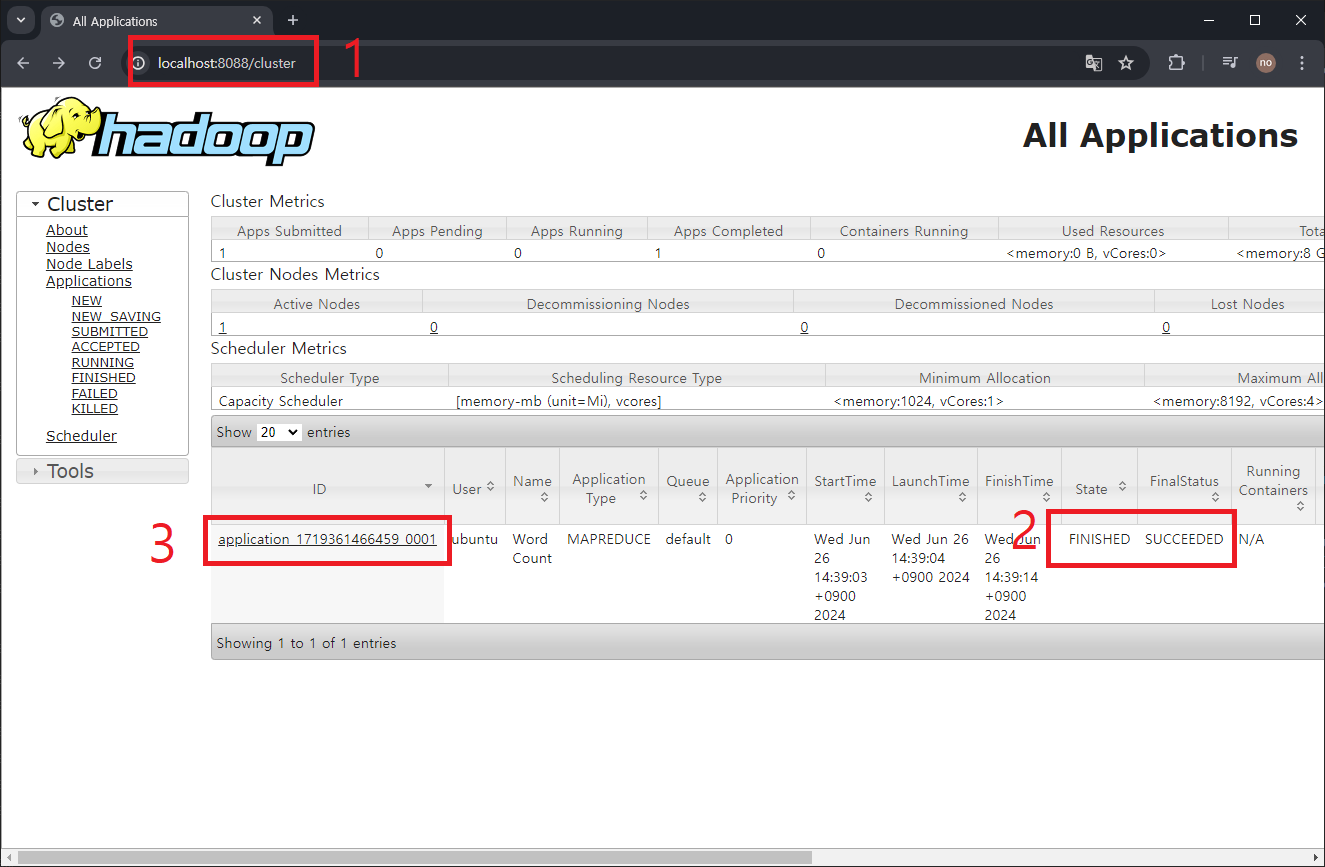 All Applications
localhost:8088/cluster
1
no
hadoop
All Applications
Cluster
About
Nodes
Node Labels
Applications
NEW
NEW_SAVING
SUBMITTED
ACCEPTED
RUNNING
FINISHED
FAILED
KILLED
Scheduler
Tools
Cluster Metrics
Apps Submitted Apps Pending Apps Running Apps Completed Containers Running Used Resources Tota
1 0 0 1 0 <memory:0 B, vCores:0> <memory:8 G
Cluster Nodes Metrics
Active Nodes Decommissioning Nodes Decommissioned Nodes Lost Nodes
1 0 0 0
Scheduler Metrics
Scheduler Type Scheduling Resource Type Minimum Allocation Maximum All
Capacity Scheduler [memory-mb (unit=Mi), vcores] <memory:1024, vCores:1> <memory:8192, vCores:4>
Show 20 entries
ID User Name Application Type Queue Application Priority StartTime LaunchTime FinishTime State FinalStatus Running Containers
3
2
application_1719361466459_0001 ubuntu Word Count MAPREDUCE default 0 Wed Jun 26 14:39:03 +0900 2024 Wed Jun 26 14:39:04 +0900 2024 Wed Jun 26 14:39:14 +0900 2024 FINISHED SUCCEEDED N/A
Showing 1 to 1 of 1 entries